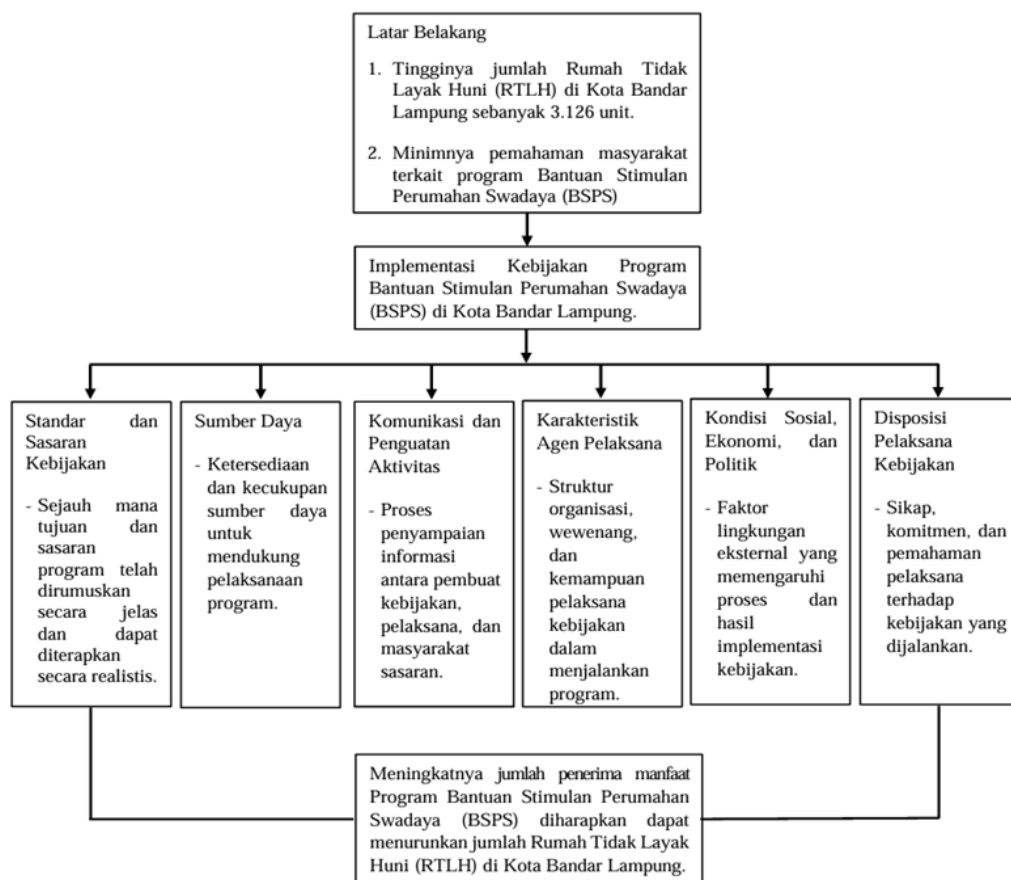 Latar Belakang
1. Tingginya jumlah Rumah Tidak
Layak Huni (RTLH) di Kota Bandar
Lampung sebanyak 3.126 unit.
2. Minimnya pemahaman masyarakat
terkait program Bantuan Stimulan
Perumahan Swadaya (BSPS)
Implementasi Kebijakan Program
Bantuan Stimulan Perumahan Swadaya
(BSPS) di Kota Bandar Lampung.
Standar dan
Sasaran
Kebijakan
- Sejauh mana
tujuan dan
sasaran
program telah
dirumuskan
secara jelas
dan dapat
diterapkan
secara realistis.
Sumber Daya
- Ketersediaan
dan kecukupan
sumber daya
untuk
mendukung
pelaksanaan
program.
Komunikasi dan
Penguatan
Aktivitas
- Proses
penyampaian
informasi
antara pembuat
kebijakan,
pelaksana, dan
masyarakat
sasaran.
Karakteristik
Agen Pelaksana
- Struktur
organisasi,
wewenang,
dan
kemampuan
pelaksana
kebijakan
dalam
menjalankan
program.
Kondisi Sosial,
Ekonomi, dan
Politik
- Faktor
lingkungan
eksternal yang
memengaruhi
proses dan
hasil
implementasi
kebijakan.
Disposisi
Pelaksana
Kebijakan
- Sikap,
komitmen, dan
pemahaman
pelaksana
terhadap
kebijakan yang
dijalankan.
Meningkatnya jumlah penerima manfaat
Program Bantuan Stimulan Perumahan
Swadaya (BSPS) diharapkan dapat
menurunkan jumlah Rumah Tidak Layak
Huni (RTLH) di Kota Bandar Lampung.